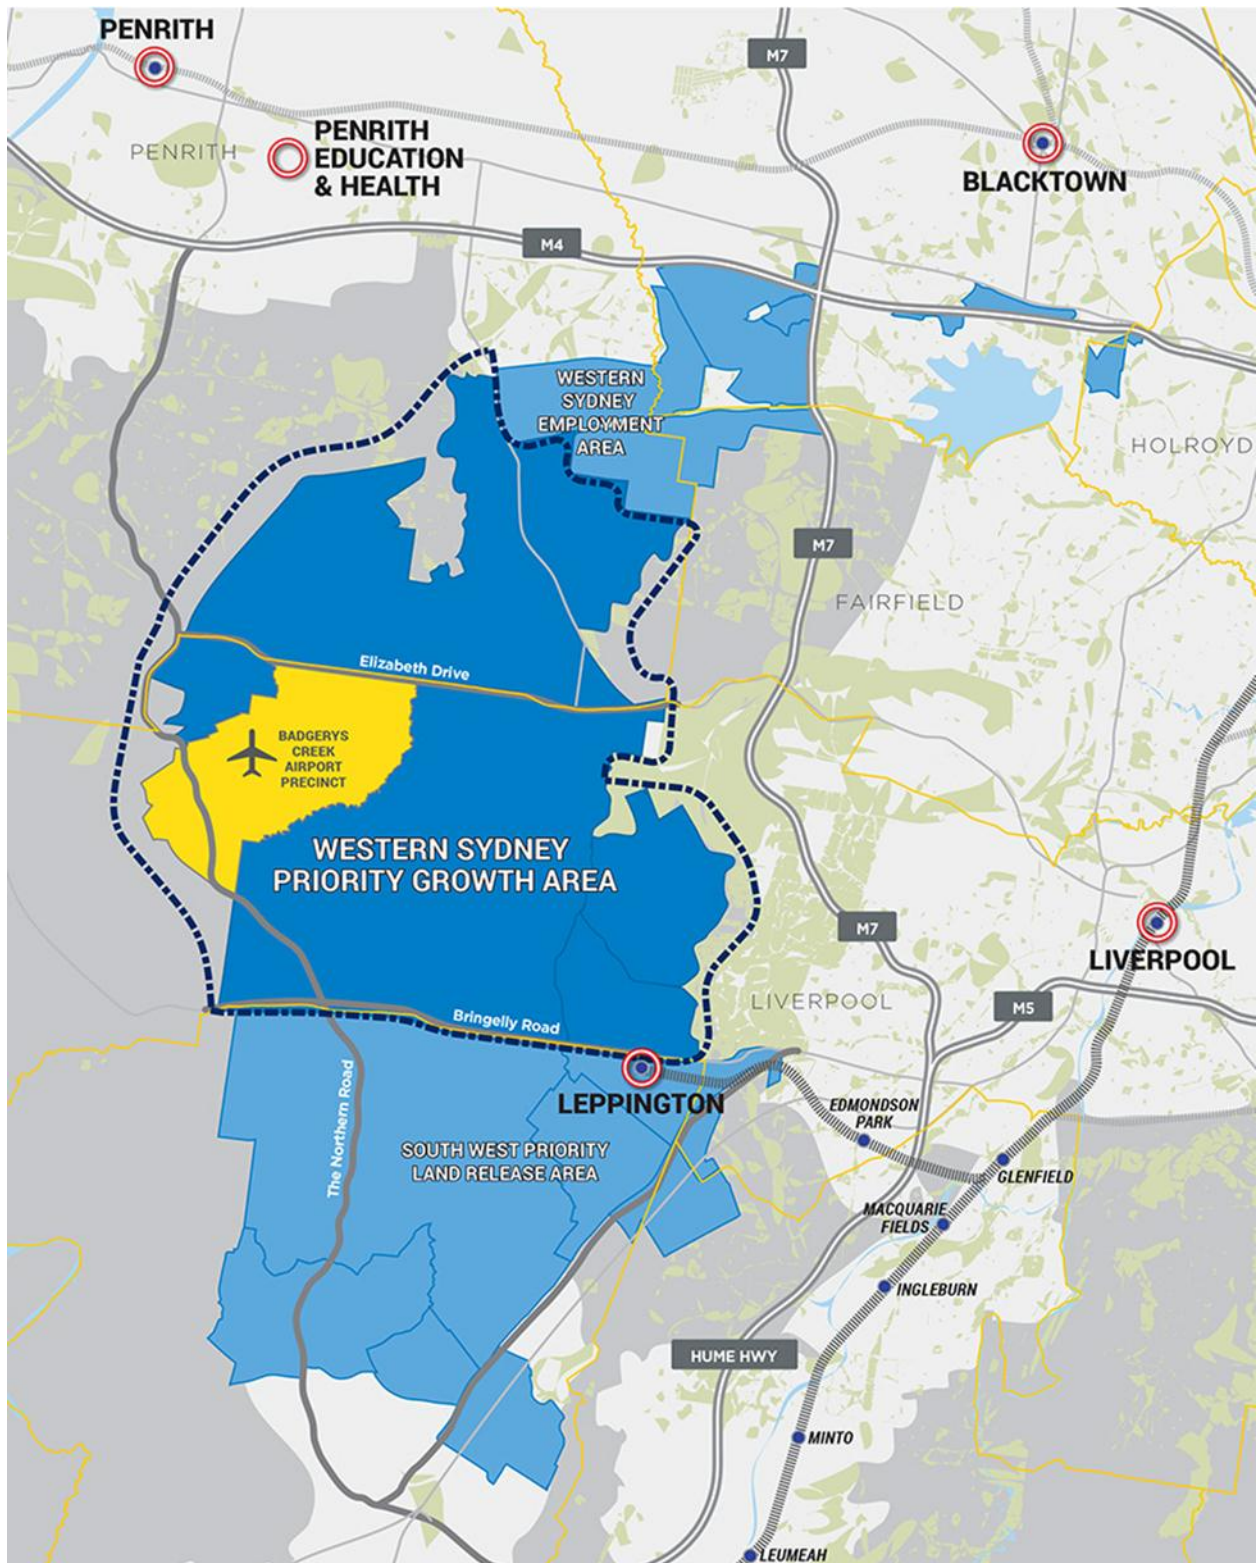 PENRITH
M7
PENRITH
EDUCATION
& HEALTH
PENRITH
BLACKTOWN
M4
WESTERN
SYDNEY
EMPLOYMENT
AREA
HOLROYD
M7
FAIRFIELD
Elizabeth Drive
BADGERYS
CREEK
AIRPORT
PRECINCT
WESTERN SYDNEY
PRIORITY GROWTH AREA
M7
LIVERPOOL
LIVERPOOL
M5
Bringelly Road
LEPPINGTON
The Northern Road
EDMONDSON
PARK
SOUTH WEST PRIORITY
LAND RELEASE AREA
GLENFIELD
MACQUARIE
FIELDS
INGLEBURN
HUME HWY
MINTO
LEUMEAH